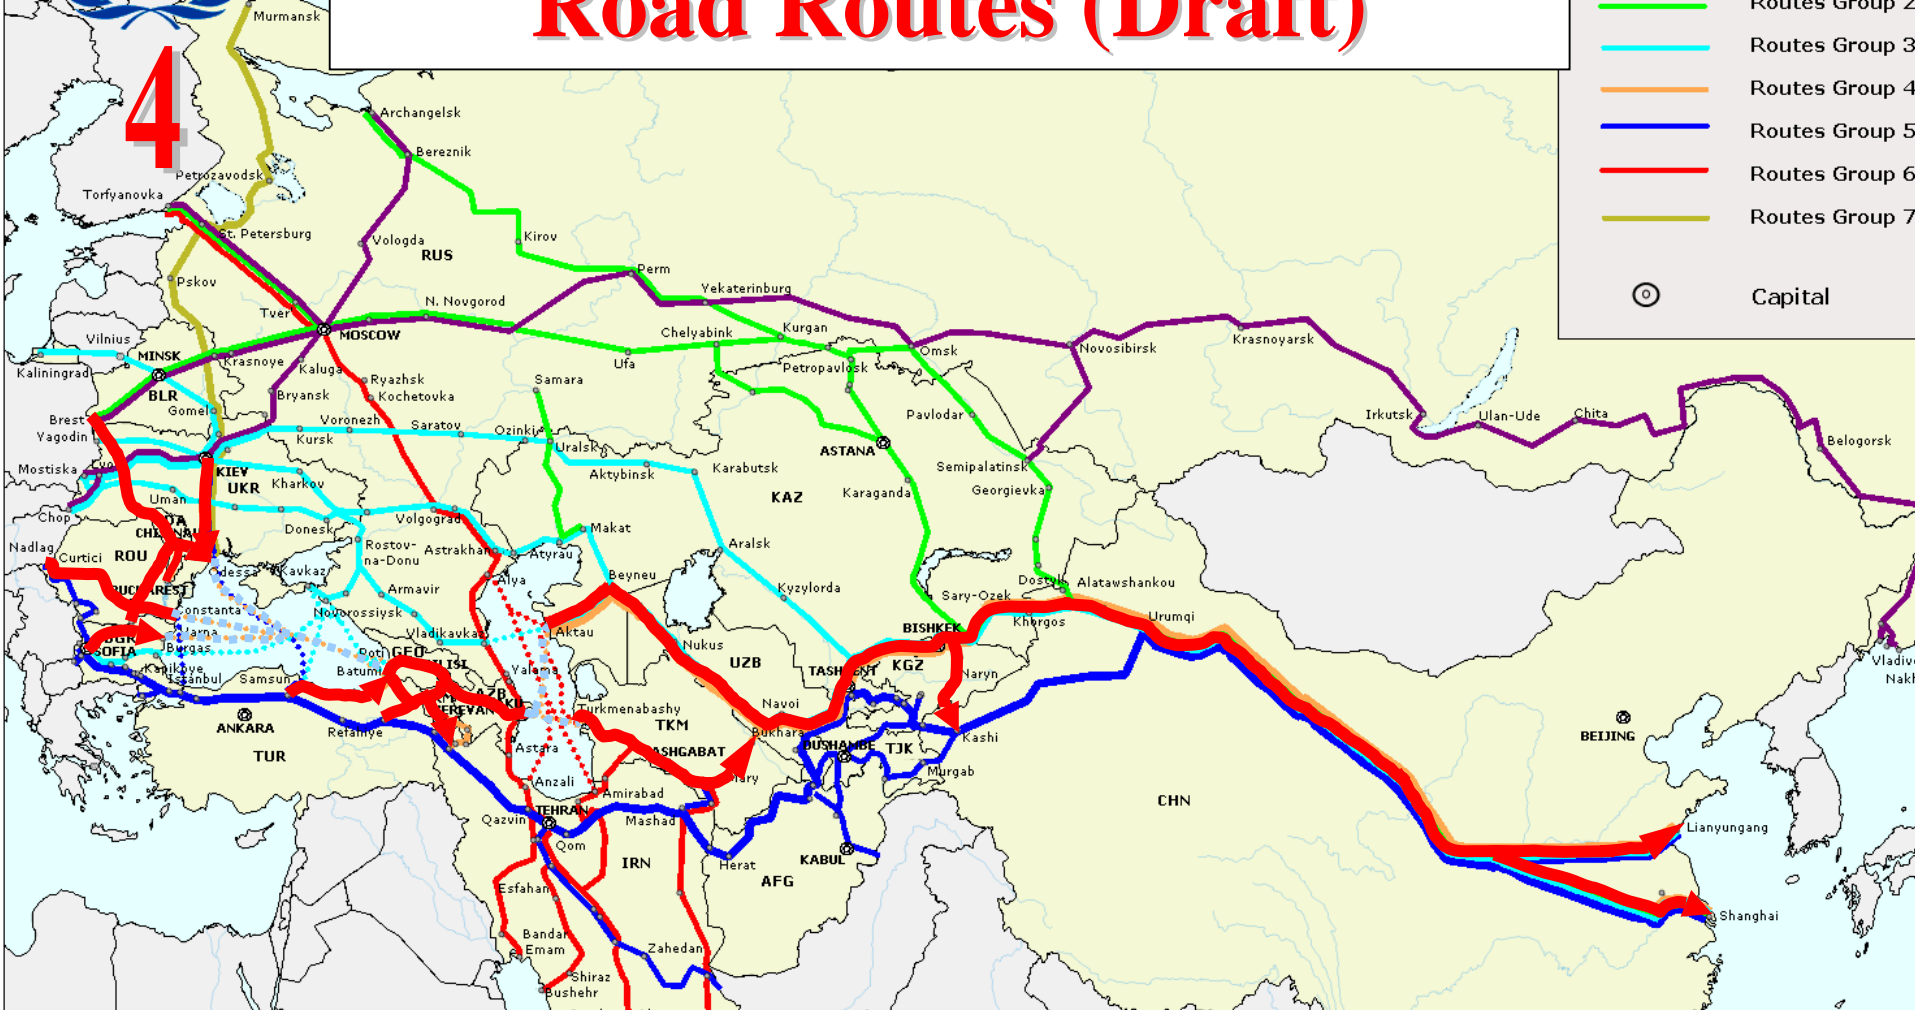 Road Routes (Draft)
4
Routes Group 2
Routes Group 3
Routes Group 4
Routes Group 5
Routes Group 6
Routes Group 7
Capital
Murmansk
Archangelsk
Bereznik
Petrozavodsk
Torfyanovka
St. Petersburg
Vologda
Kirov
RUS
Perm
Pskov
Yekaterinburg
N. Novgorod
Tver
MOSCOW
Chelyabink
Kurgan
Omsk
Novosibirsk
Krasnoyarsk
Vilnius
MINSK
Krasnoye
Kaliningrad
Kaluga
Ufa
Petropavlosk
Ryazhsk
Samara
BLR
Bryansk
Kochetovka
Gomel
Brest
Yagodin
Voronezh
Saratov
Ozinki
Kursk
Uralsk
Pavlodar
Irkutsk
Ulan-Ude
Chita
Belogorsk
ASTANA
Mostiska
KIEV
UKR
Kharkov
Aktybinsk
Karabutsk
Semipalatinsk
Karaganda
Georgievka
KAZ
Uman
Chop
Volgograd
Donesk
Makat
Nadlag
Curtici
ROU
Rostov-
na-Donu
Astrakhan
Atyrau
Aralsk
Kavkaz
Alya
Beyneu
Dostyk
Alatawshankou
Armavir
Kyzylorda
Sary-Ozek
Constanta
Novorossiysk
Khorgos
Urumqi
Vladikavkaz
Aktau
BISHKEK
Burgas
SOFIA
Poti
GEO
Nukus
UZB
TASHKENT
KGZ
Naryn
Kapikoye
Istanbul
Samsun
Batumi
Navoi
Turkmenabashy
TKM
Bukhara
ANKARA
Refahiye
YEREVAN
TUR
Astara
DUSHANBE
TJK
Kashi
Murgab
BEIJING
Anzali
Amirabad
TEHRAN
Qazvin
Mashad
CHN
Qom
IRN
Herat
KABUL
AFG
Lianyungang
Esfahan
Shanghai
Bandar
Emam
Zahedan
Shiraz
Bushehr